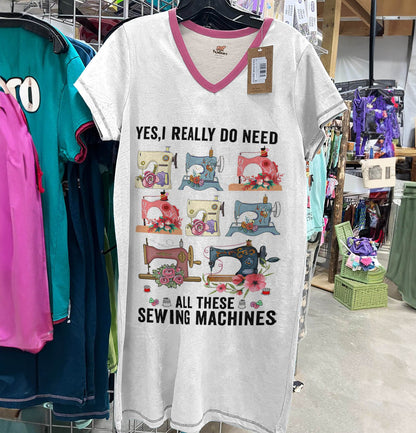 YES,I REALLY DO NEED
ALL THESE
SEWING MACHINES